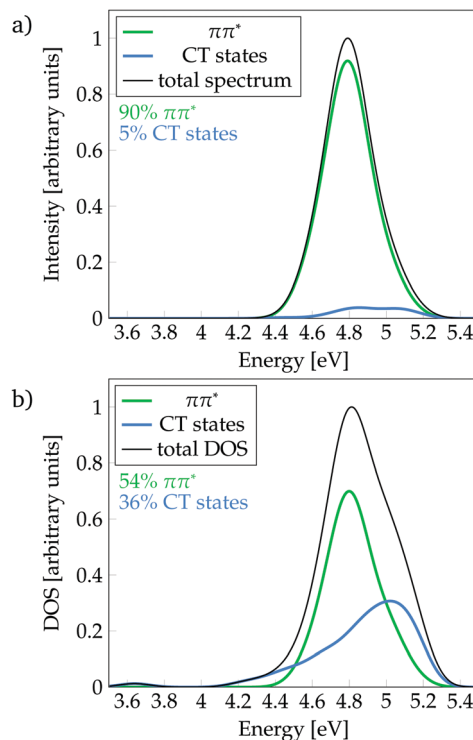 a)
ππ*
CT states
total spectrum
90% ππ*
5% CT states
Intensity [arbitrary units]
1
0.8
0.6
0.4
0.2
0
3.6 3.8 4 4.2 4.4 4.6 4.8 5 5.2 5.4
Energy [eV]
b)
ππ*
CT states
total DOS
54% ππ*
36% CT states
DOS [arbitrary units]
1
0.8
0.6
0.4
0.2
0
3.6 3.8 4 4.2 4.4 4.6 4.8 5 5.2 5.4
Energy [eV]